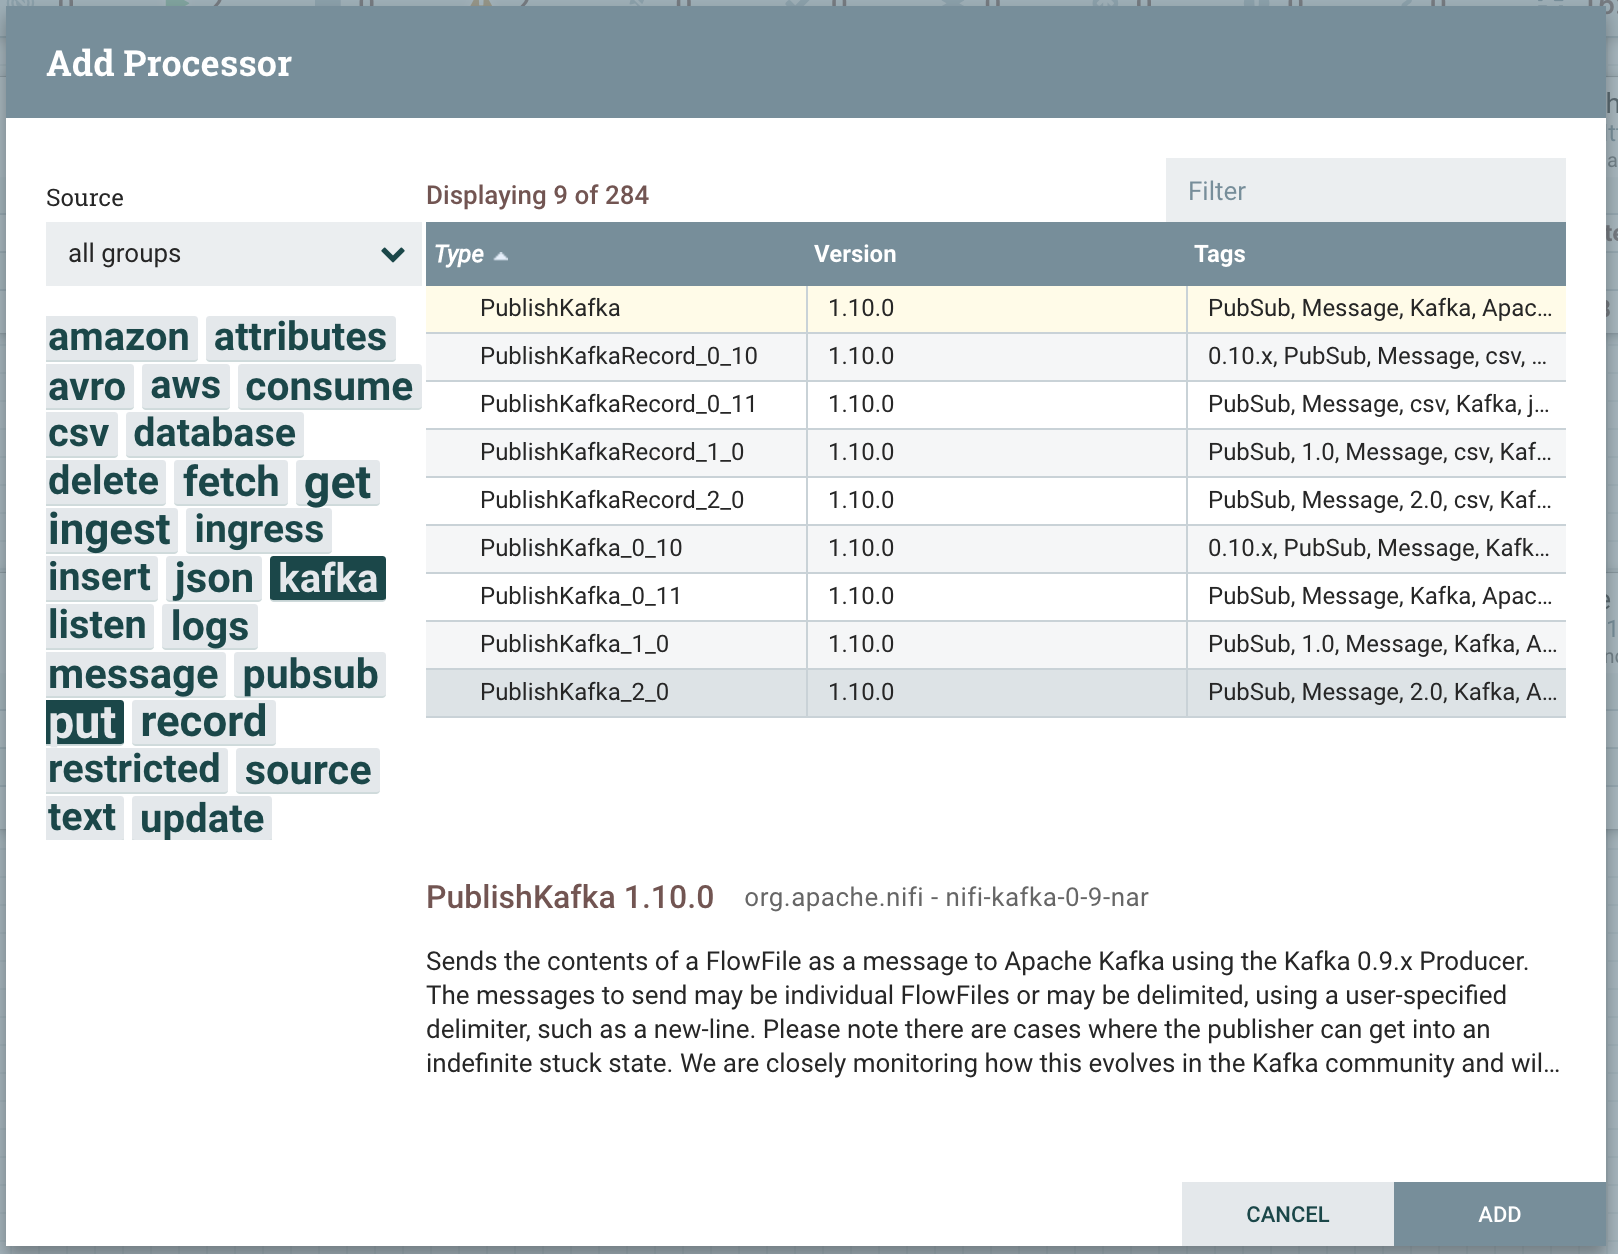 Add Processor
Source
Displaying 9 of 284
Filter
all groups
Type
Version
Tags
amazon attributes
avro aws consume
csv database
delete fetch get
ingest ingress
insert json kafka
listen logs
message pubsub
put record
restricted source
text update
PublishKafka 1.10.0 PubSub, Message, Kafka, Apac...
PublishKafkaRecord_0_10 1.10.0 0.10.x, PubSub, Message, csv, ...
PublishKafkaRecord_0_11 1.10.0 PubSub, Message, csv, Kafka, j...
PublishKafkaRecord_1_0 1.10.0 PubSub, 1.0, Message, csv, Kaf...
PublishKafkaRecord_2_0 1.10.0 PubSub, Message, 2.0, csv, Kaf...
PublishKafka_0_10 1.10.0 0.10.x, PubSub, Message, Kafk...
PublishKafka_0_11 1.10.0 PubSub, Message, Kafka, Apac...
PublishKafka_1_0 1.10.0 PubSub, 1.0, Message, Kafka, A...
PublishKafka_2_0 1.10.0 PubSub, Message, 2.0, Kafka, A...
PublishKafka 1.10.0 org.apache.nifi - nifi-kafka-0-9-nar
Sends the contents of a FlowFile as a message to Apache Kafka using the Kafka 0.9.x Producer.
The messages to send may be individual FlowFiles or may be delimited, using a user-specified
delimiter, such as a new-line. Please note there are cases where the publisher can get into an
indefinite stuck state. We are closely monitoring how this evolves in the Kafka community and wil...
CANCEL
ADD